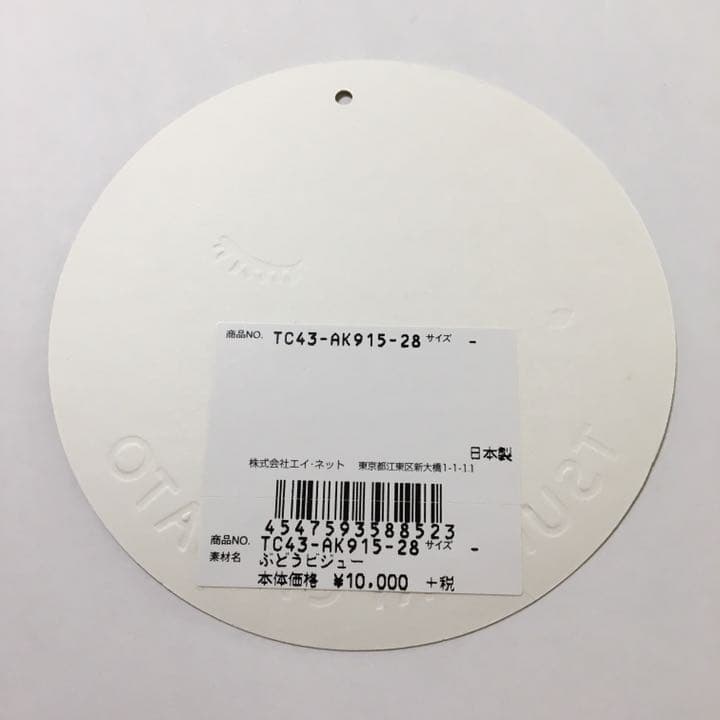 商品NO. TC43-AK915-28 サイズ -
日本製
株式会社エイ・ネット 東京都江東区新大橋1-1-11
4547593588523
商品NO. TC43-AK915-28 サイズ -
素材名 ぶどうビジュー
本体価格 ¥10,000 +税